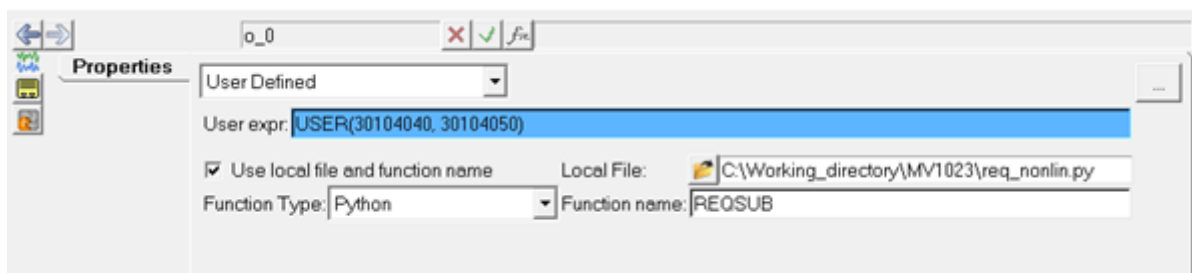 o_0 fx
Properties
User Defined ...
User expr: USER(30104040, 30104050)
Use local file and function name Local File: C:\Working_directory\MV1023\req_nonlin.py
Function Type: Python Function name: REQSUB